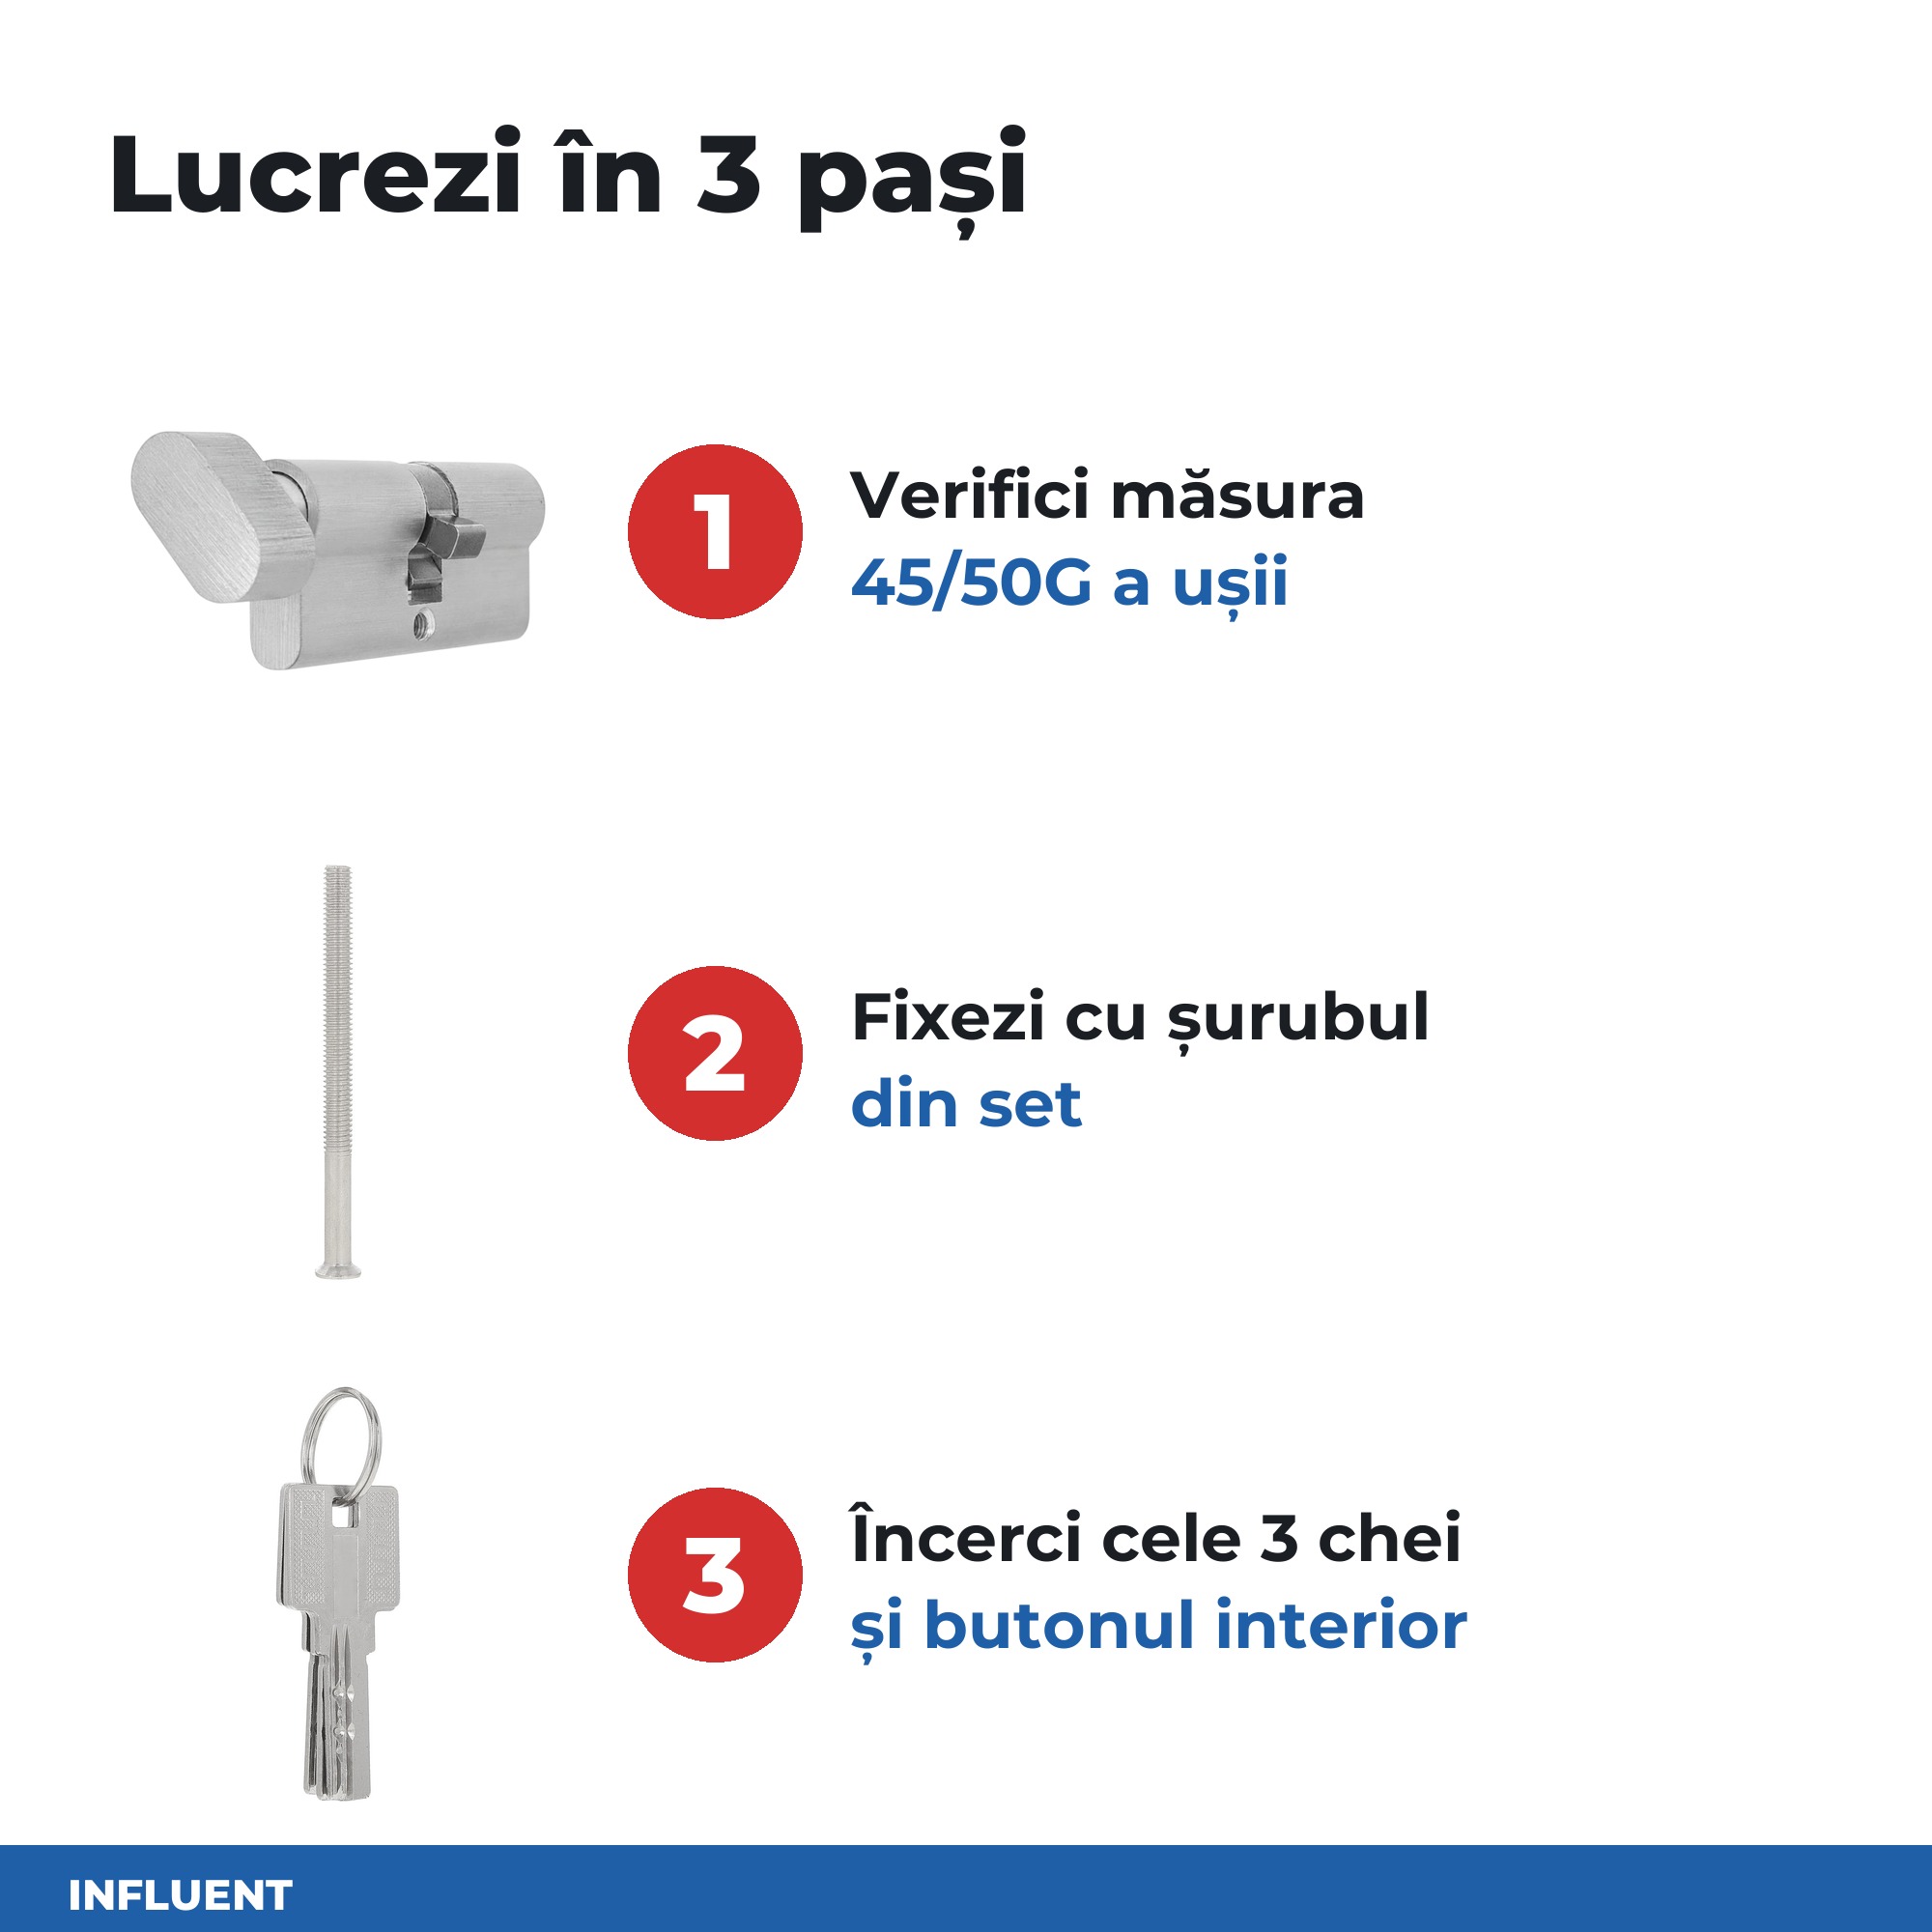 Lucrezi în 3 pași
1
Verifici măsura
45/50G a ușii
2
Fixezi cu șurubul
din set
3
Încerci cele 3 chei
și butonul interior
INFLUENT